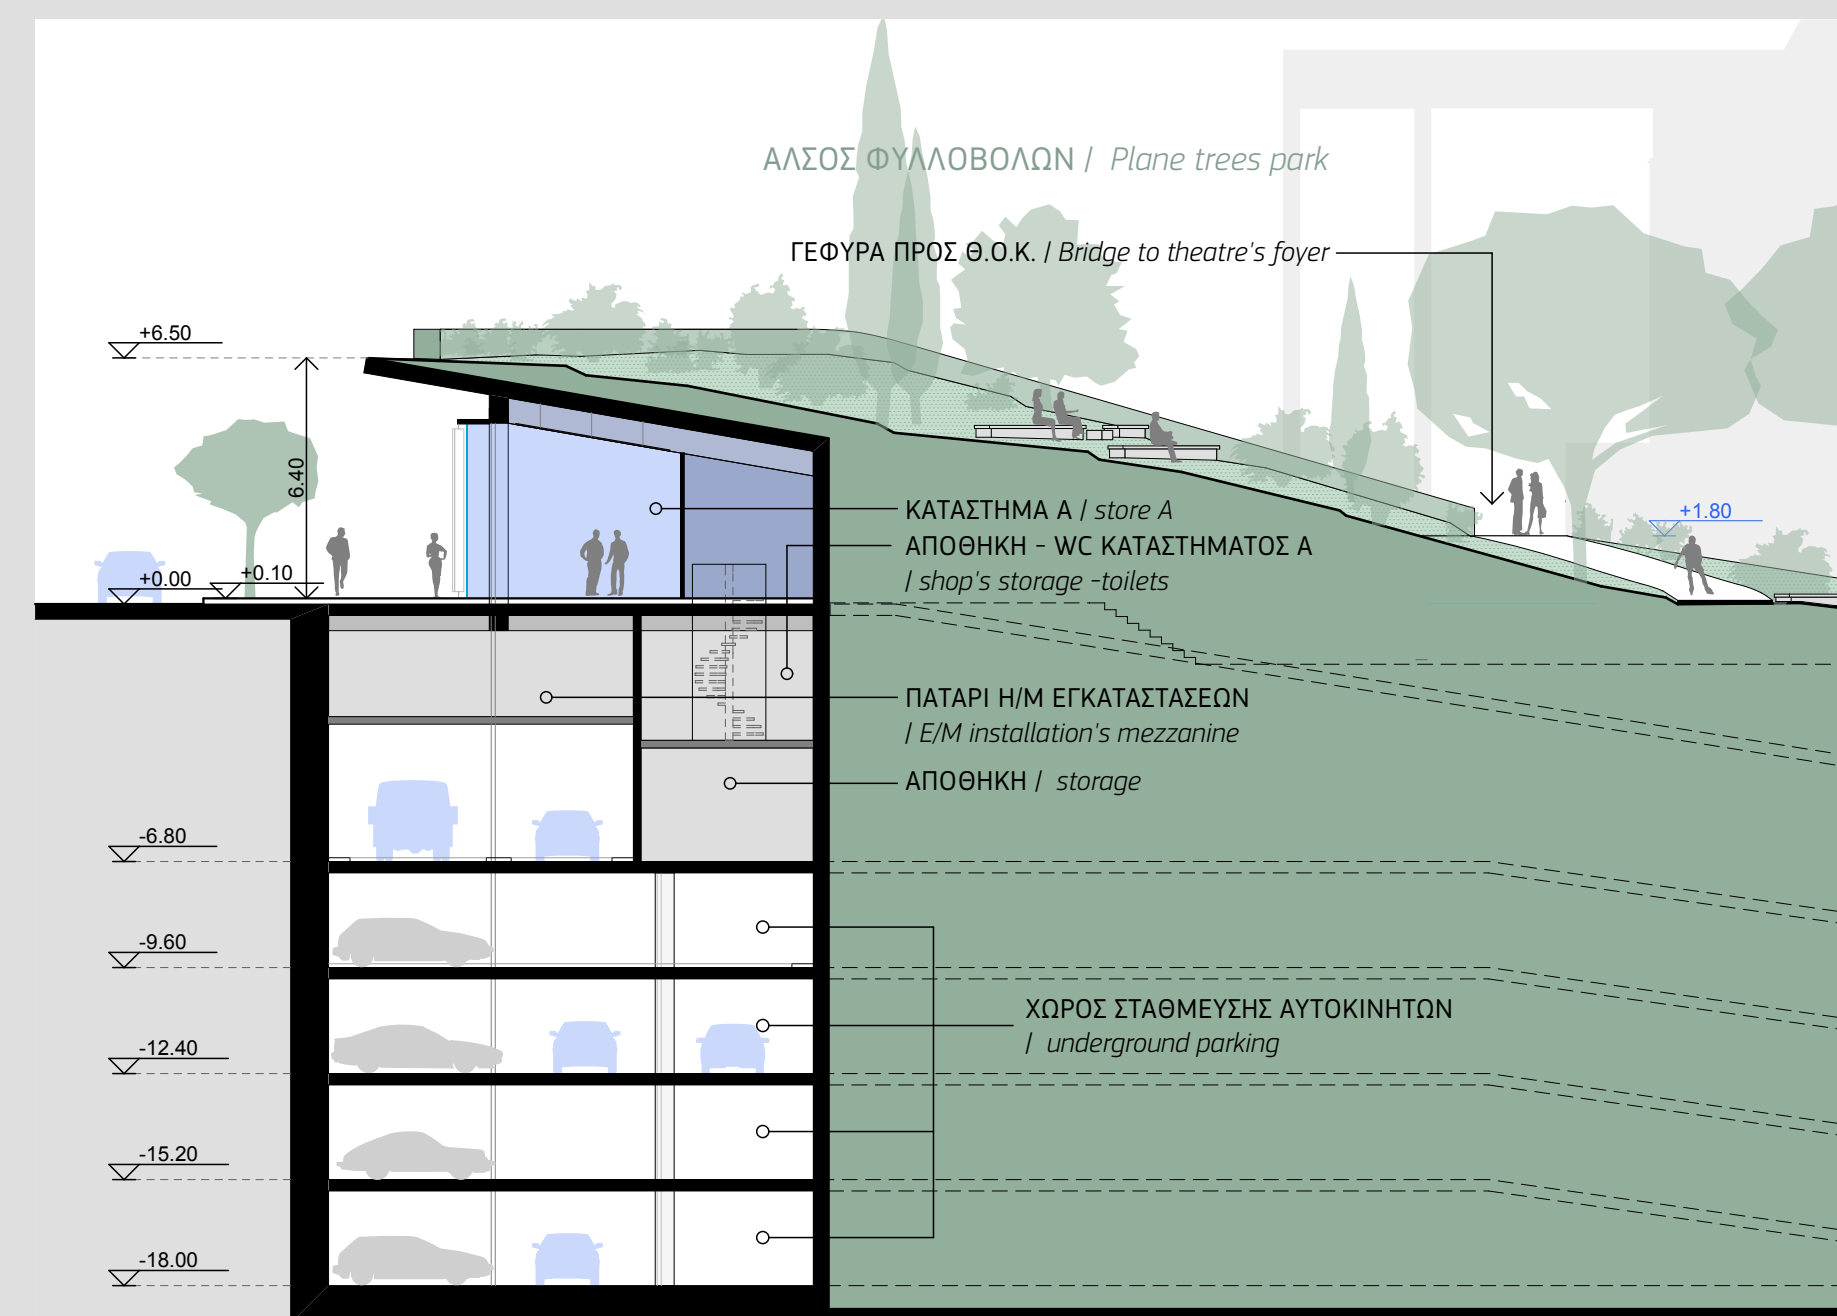 ΑΛΣΟΣ ΦΥΛΛΟΒΟΛΩΝ / Plane trees park
ΓΕΦΥΡΑ ΠΡΟΣ Θ.Ο.Κ. / Bridge to theatre's foyer
+6.50
6.40
ΚΑΤΑΣΤΗΜΑ Α / store A
+1.80
ΑΠΟΘΗΚΗ - WC ΚΑΤΑΣΤΗΜΑΤΟΣ Α
/ shop's storage -toilets
+0.10
+0.00
ΠΑΤΑΡΙ Η/Μ ΕΓΚΑΤΑΣΤΑΣΕΩΝ
/ E/M installation's mezzanine
ΑΠΟΘΗΚΗ / storage
-6.80
-9.60
ΧΩΡΟΣ ΣΤΑΘΜΕΥΣΗΣ ΑΥΤΟΚΙΝΗΤΩΝ
/ underground parking
-12.40
-15.20
-18.00